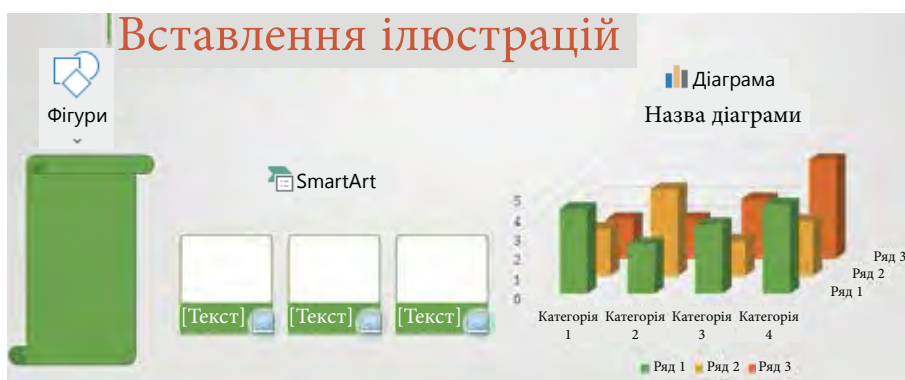 Вставлення ілюстрацій
Фігури
SmartArt
[Текст] [Текст] [Текст]
Діаграма
Назва діаграми
5
4
3
2
1
0
Ряд 3
Ряд 2
Ряд 1
Категорія 1 Категорія 2 Категорія 3 Категорія 4
Ряд 1 Ряд 2 Ряд 3